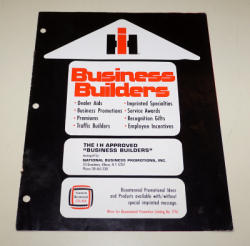 Business
Builders
• Dealer Aids
• Business Promotions
• Premiums
• Traffic Builders
• Imprinted Specialties
• Service Awards
• Recognition Gifts
• Employee Incentives
THE IH APPROVED
"BUSINESS BUILDERS"
NATIONAL BUSINESS PROMOTIONS, INC.
Bicentennial Promotional Ideas
and Products available with/without
special imprinted message.